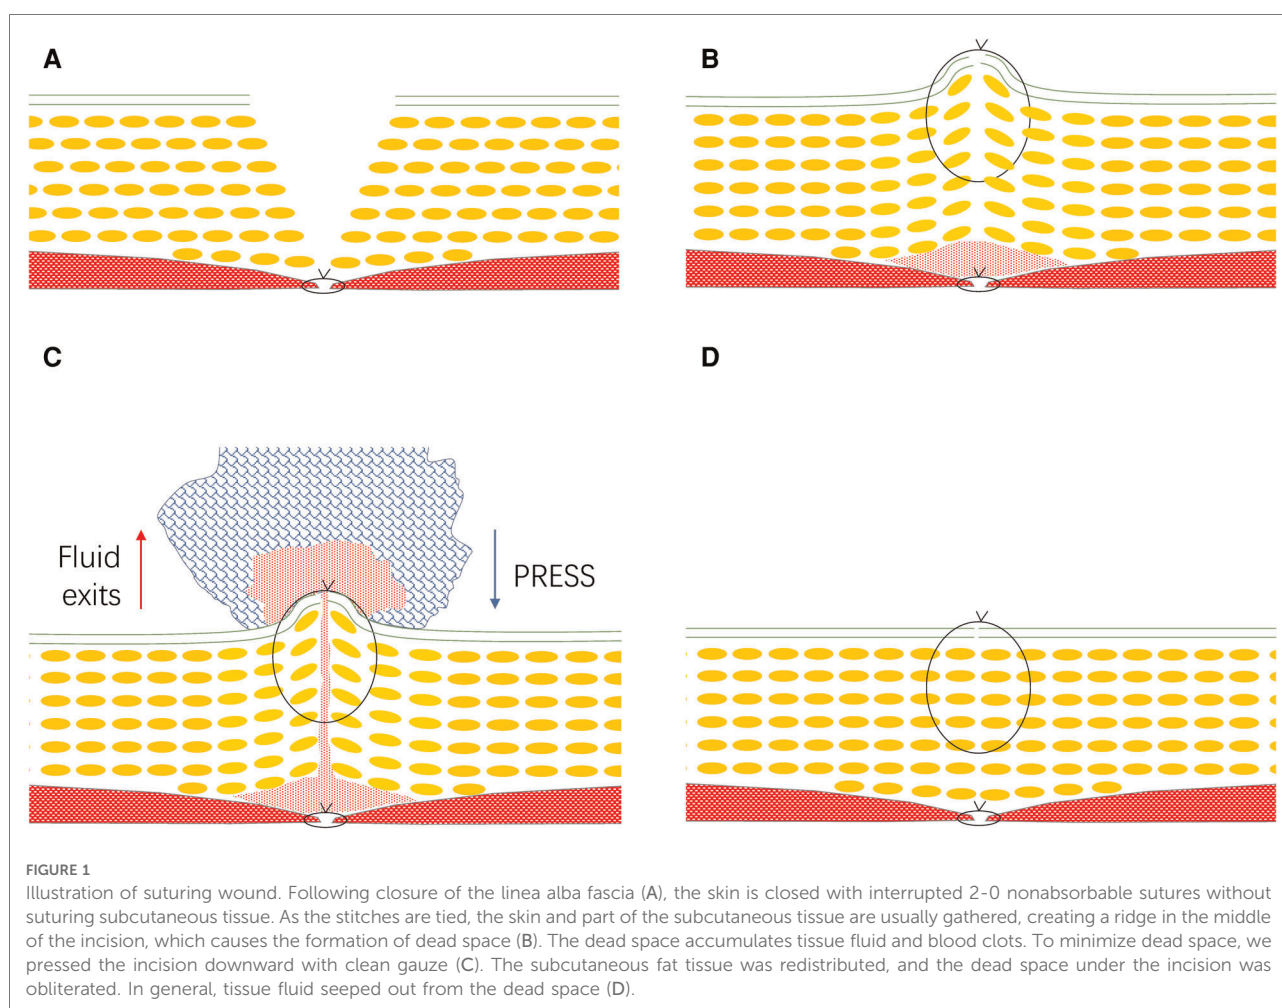 A
B
C
D
Fluid
exits
PRESS
FIGURE 1
Illustration of suturing wound. Following closure of the linea alba fascia (A), the skin is closed with interrupted 2-0 nonabsorbable sutures without
suturing subcutaneous tissue. As the stitches are tied, the skin and part of the subcutaneous tissue are usually gathered, creating a ridge in the middle
of the incision, which causes the formation of dead space (B). The dead space accumulates tissue fluid and blood clots. To minimize dead space, we
pressed the incision downward with clean gauze (C). The subcutaneous fat tissue was redistributed, and the dead space under the incision was
obliterated. In general, tissue fluid seeped out from the dead space (D).